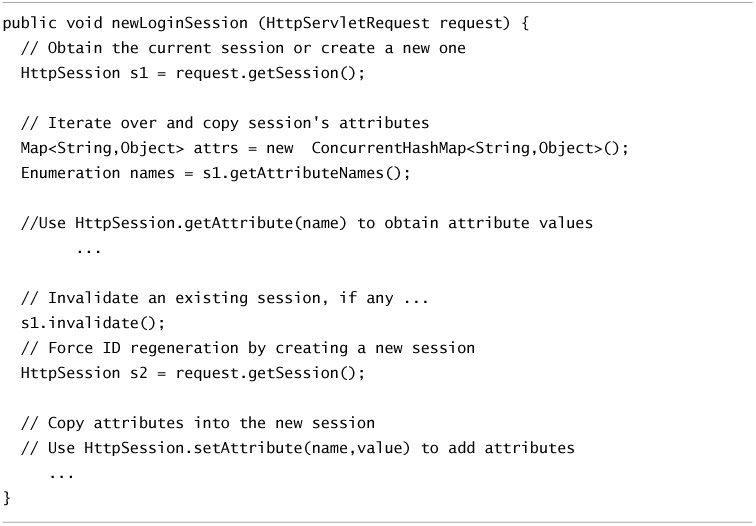 public void newLoginSession (HttpServletRequest request) {
  // Obtain the current session or create a new one
  HttpSession s1 = request.getSession();

  // Iterate over and copy session's attributes
  Map<String,Object> attrs = new  ConcurrentHashMap<String,Object>();
  Enumeration names = s1.getAttributeNames();

  //Use HttpSession.getAttribute(name) to obtain attribute values
        ...

  // Invalidate an existing session, if any ...
  s1.invalidate();
  // Force ID regeneration by creating a new session
  HttpSession s2 = request.getSession();

  // Copy attributes into the new session
  // Use HttpSession.setAttribute(name,value) to add attributes
     ...
}